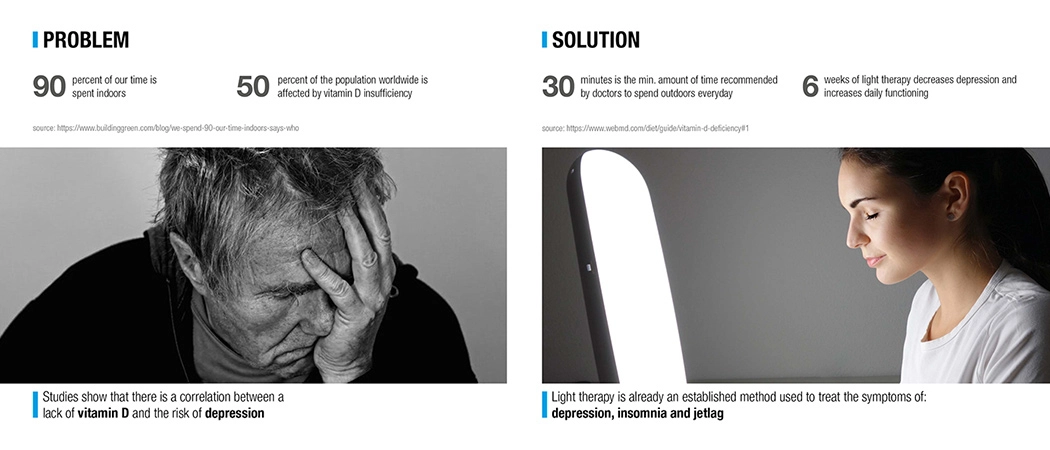 PROBLEM
90 percent of our time is
spent indoors
50 percent of the population worldwide is
affected by vitamin D insufficiency
source: https://www.buildinggreen.com/blog/we-spend-90-our-time-indoors-says-who
Studies show that there is a correlation between a
lack of vitamin D and the risk of depression
SOLUTION
30 minutes is the min. amount of time recommended
by doctors to spend outdoors everyday
6 weeks of light therapy decreases depression and
increases daily functioning
source: https://www.webmd.com/diet/guide/vitamin-d-deficiency#1
Light therapy is already an established method used to treat the symptoms of:
depression, insomnia and jetlag